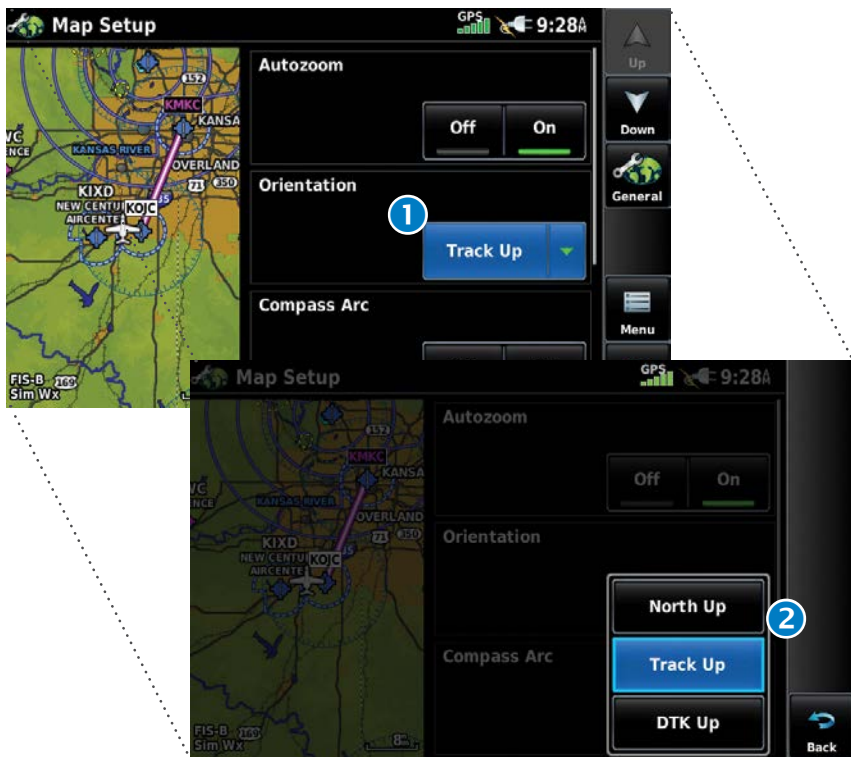 Map Setup
GPS
9:28A
152
KMKC
KANSA
KANSAS RIVER
OVERLAND
71
350
KIXD
NEW CENTU
AIRCENTE
KOJC
FIS-B
Sim Wx
169
Autozoom
Off
On
Orientation
1
Track Up
Compass Arc
Up
Down
General
Menu
Map Setup
GPS
9:28A
152
KMKC
KANSA
KANSAS RIVER
OVERLAND
71
350
KIXD
NEW CENTU
AIRCENTE
KOJC
FIS-B
Sim Wx
169
Autozoom
Off
On
Orientation
Compass Arc
North Up
2
Track Up
DTK Up
Back